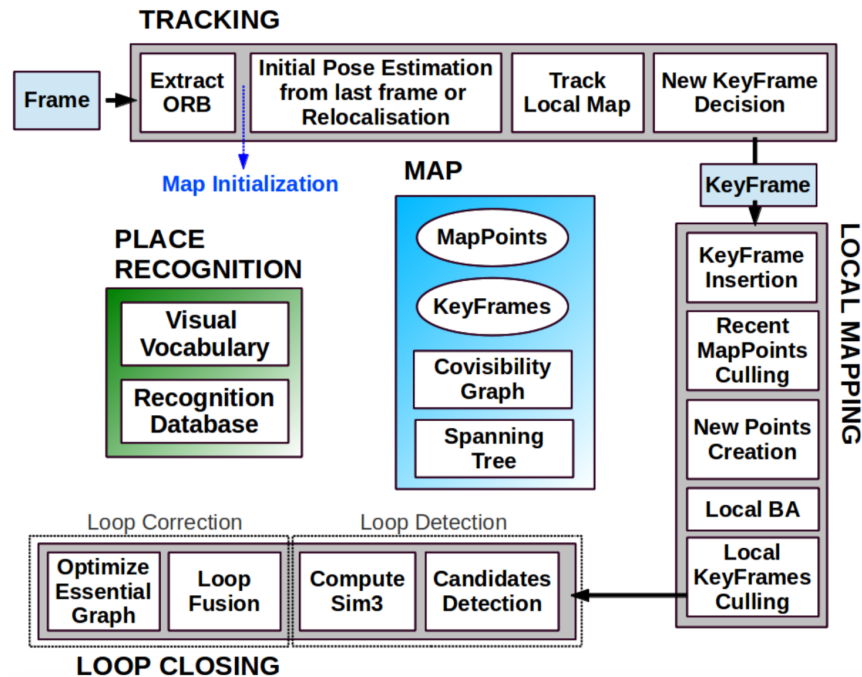 TRACKING
Frame
Extract
ORB
Initial Pose Estimation
from last frame or
Relocalisation
Track
Local Map
New KeyFrame
Decision
Map Initialization
KeyFrame
MAP
MapPoints
KeyFrames
Covisibility
Graph
Spanning
Tree
PLACE
RECOGNITION
Visual
Vocabulary
Recognition
Database
LOCAL MAPPING
KeyFrame
Insertion
Recent
MapPoints
Culling
New Points
Creation
Local BA
Local
KeyFrames
Culling
Loop Correction
Loop Detection
Optimize
Essential
Graph
Loop
Fusion
Compute
Sim3
Candidates
Detection
LOOP CLOSING